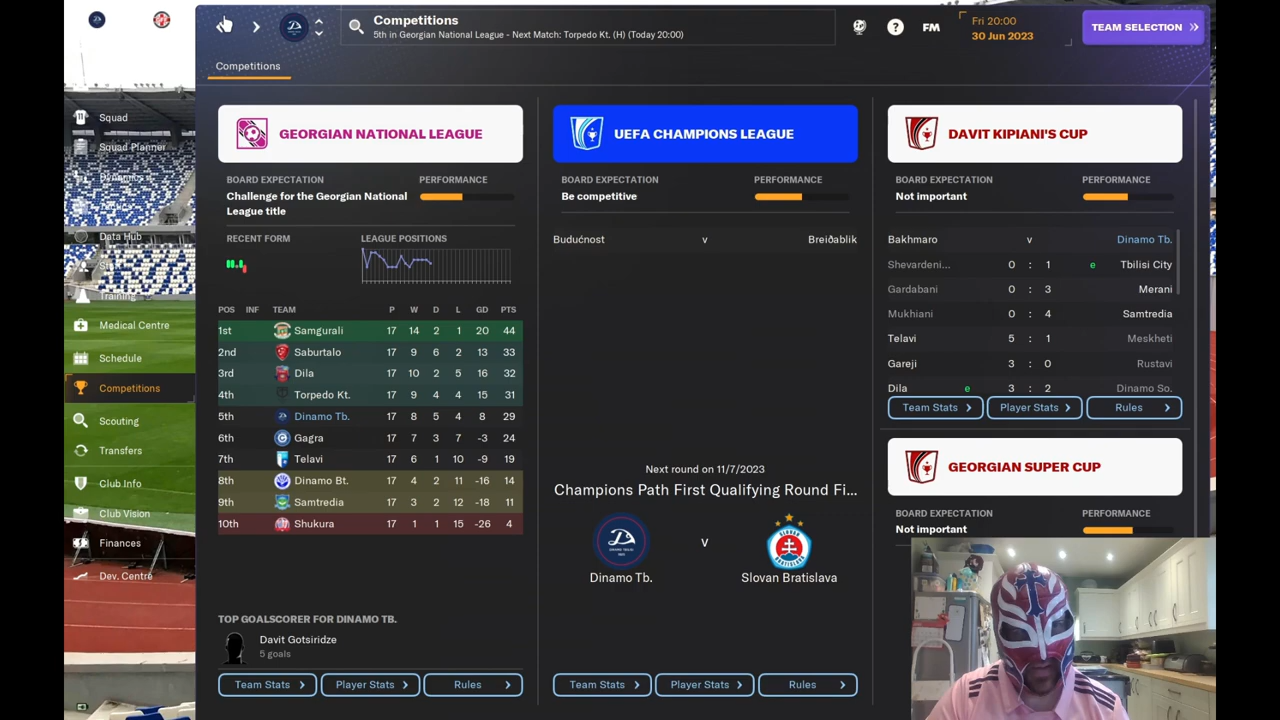 Competitions
5th in Georgian National League - Next Match: Torpedo Kt. (H) (Today 20:00)
FM
Fri 20:00
30 Jun 2023
TEAM SELECTION
Competitions
Squad
Squad Planner
Data Hub
Training
Medical Centre
Schedule
Competitions
Scouting
Transfers
Club Info
Club Vision
Finances
Dev. Centre
GEORGIAN NATIONAL LEAGUE
BOARD EXPECTATION PERFORMANCE
Challenge for the Georgian National
League title
RECENT FORM LEAGUE POSITIONS
POS INF TEAM P W D L GD PTS
1st Samgurali 17 14 2 1 20 44
2nd Saburtalo 17 9 6 2 13 33
3rd Dila 17 10 2 5 16 32
4th Torpedo Kt. 17 9 4 4 15 31
5th Dinamo Tb. 17 8 5 4 8 29
6th Gagra 17 7 3 7 -3 24
7th Telavi 17 6 1 10 -9 19
8th Dinamo Bt. 17 4 2 11 -16 14
9th Samtredia 17 3 2 12 -18 11
10th Shukura 17 1 1 15 -26 4
TOP GOALSCORER FOR DINAMO TB.
Davit Gotsiridze
5 goals
Team Stats Player Stats Rules
UEFA CHAMPIONS LEAGUE
BOARD EXPECTATION PERFORMANCE
Be competitive
Budućnost v Breiðablik
Next round on 11/7/2023
Champions Path First Qualifying Round Fi...
v
Dinamo Tb. Slovan Bratislava
Team Stats Player Stats Rules
DAVIT KIPIANI'S CUP
BOARD EXPECTATION PERFORMANCE
Not important
Bakhmaro v Dinamo Tb.
Shevardeni... 0 : 1 e Tbilisi City
Gardabani 0 : 3 Merani
Mukhiani 0 : 4 Samtredia
Telavi 5 : 1 Meskheti
Gareji 3 : 0 Rustavi
Dila e 3 : 2 Dinamo So.
Team Stats Player Stats Rules
GEORGIAN SUPER CUP
BOARD EXPECTATION PERFORMANCE
Not important